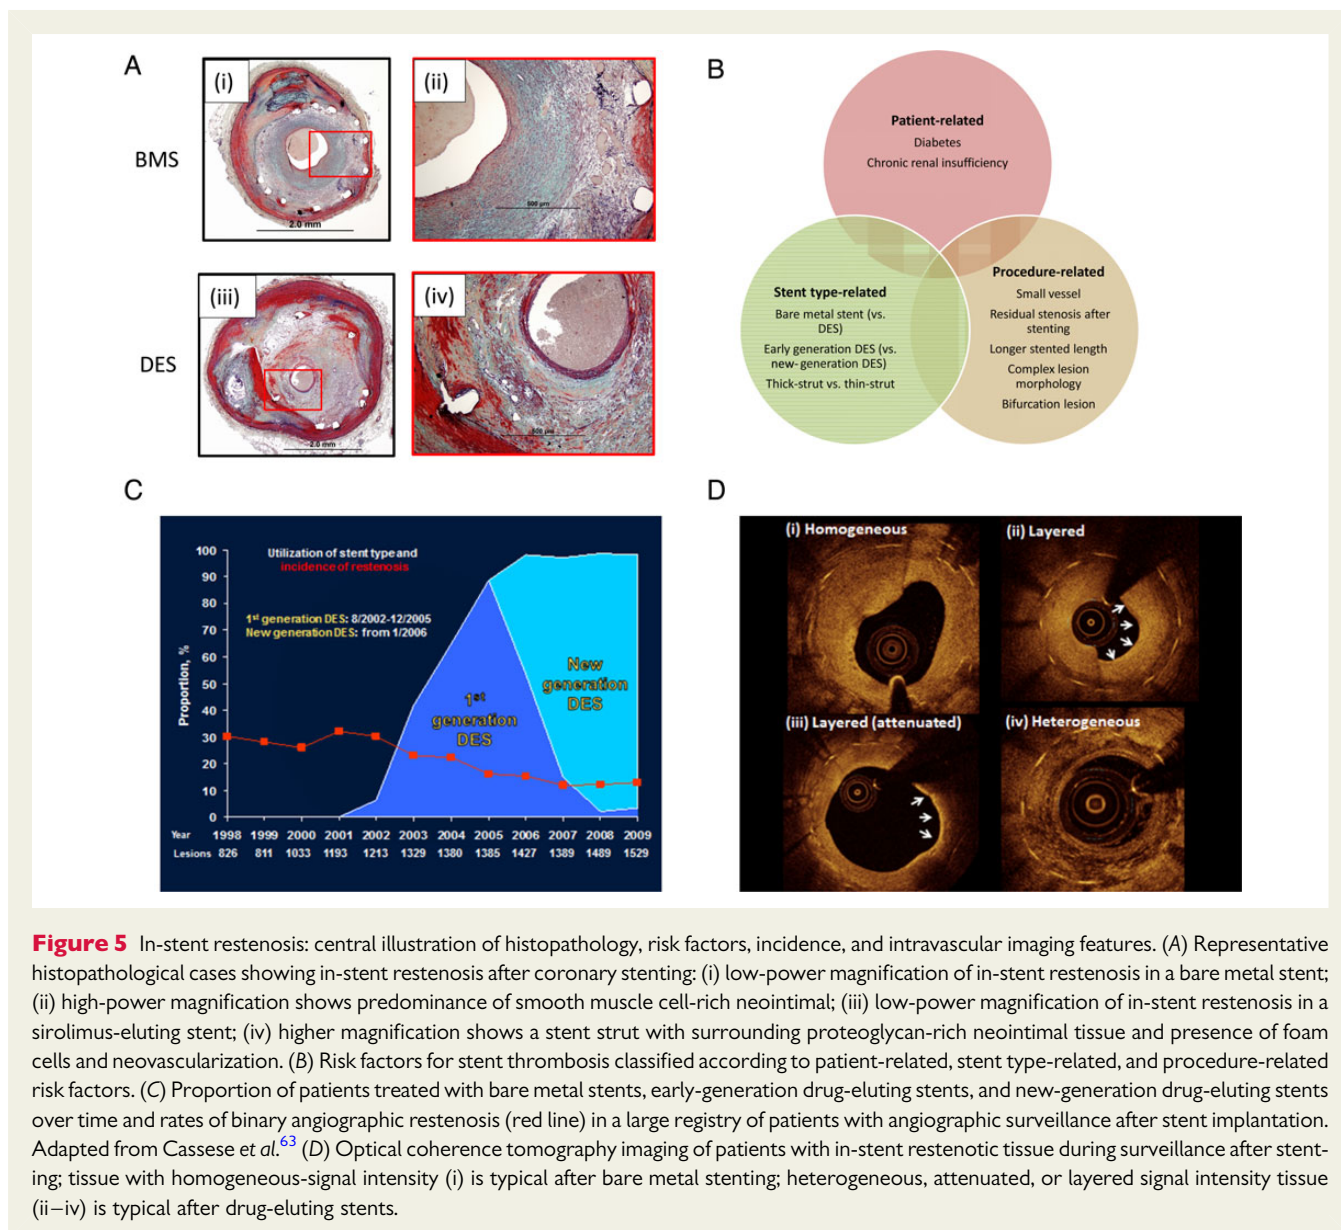 A
(i)
(ii)
BMS
2.0 mm
500 µm
(iii)
(iv)
DES
2.0 mm
500 µm
B
Patient-related
Diabetes
Chronic renal insufficiency
Stent type-related
Bare metal stent (vs.
DES)
Early generation DES (vs.
new-generation DES)
Thick-strut vs. thin-strut
Procedure-related
Small vessel
Residual stenosis after
stenting
Longer stented length
Complex lesion
morphology
Bifurcation lesion
C
Utilization of stent type and
incidence of restenosis
1st generation DES: 8/2002-12/2005
New generation DES: from 1/2006
Proportion, %
100
90
80
70
60
50
40
30
20
10
0
1st
generation
DES
New
generation
DES
Year 1998 1999 2000 2001 2002 2003 2004 2005 2006 2007 2008 2009
Lesions 826 811 1033 1193 1213 1329 1380 1385 1427 1389 1489 1529
D
(i) Homogeneous
(ii) Layered
(iii) Layered (attenuated)
(iv) Heterogeneous
Figure 5 In-stent restenosis: central illustration of histopathology, risk factors, incidence, and intravascular imaging features. (A) Representative
histopathological cases showing in-stent restenosis after coronary stenting: (i) low-power magnification of in-stent restenosis in a bare metal stent;
(ii) high-power magnification shows predominance of smooth muscle cell-rich neointimal; (iii) low-power magnification of in-stent restenosis in a
sirolimus-eluting stent; (iv) higher magnification shows a stent strut with surrounding proteoglycan-rich neointimal tissue and presence of foam
cells and neovascularization. (B) Risk factors for stent thrombosis classified according to patient-related, stent type-related, and procedure-related
risk factors. (C) Proportion of patients treated with bare metal stents, early-generation drug-eluting stents, and new-generation drug-eluting stents
over time and rates of binary angiographic restenosis (red line) in a large registry of patients with angiographic surveillance after stent implantation.
Adapted from Cassese et al.63 (D) Optical coherence tomography imaging of patients with in-stent restenotic tissue during surveillance after stent-
ing; tissue with homogeneous-signal intensity (i) is typical after bare metal stenting; heterogeneous, attenuated, or layered signal intensity tissue
(ii–iv) is typical after drug-eluting stents.